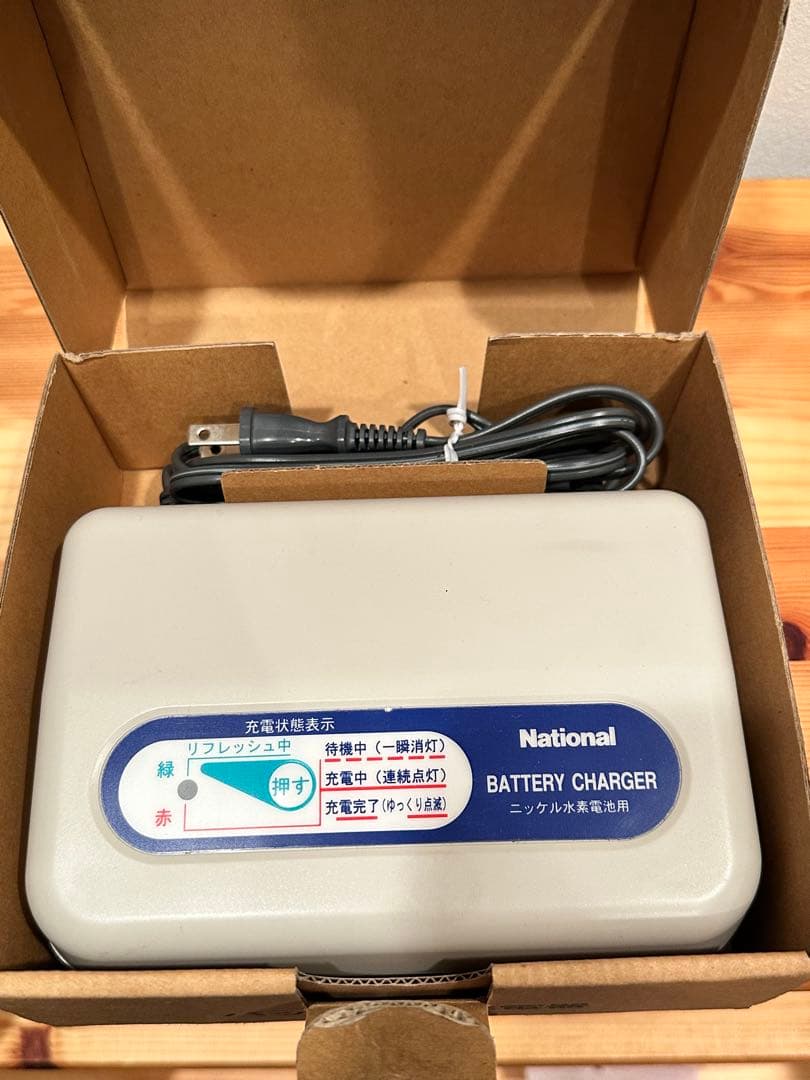 充電状態表示
リフレッシュ中
緑
赤
押す
待機中(一瞬消灯)
充電中(連続点灯)
充電完了(ゆっくり点滅)
National
BATTERY CHARGER
ニッケル水素電池用